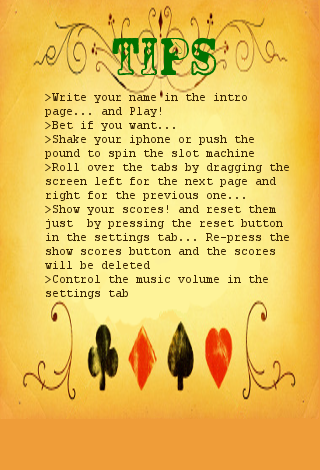 TIPS
>Write your name in the intro
page... and Play!
>Bet if you want...
>Shake your iphone or push the
pound to spin the slot machine
>Roll over the tabs by dragging the
screen left for the next page and
right for the previous one...
>Show your scores! and reset them
just  by pressing the reset button
in the settings tab... Re-press the
show scores button and the scores
will be deleted
>Control the music volume in the
settings tab